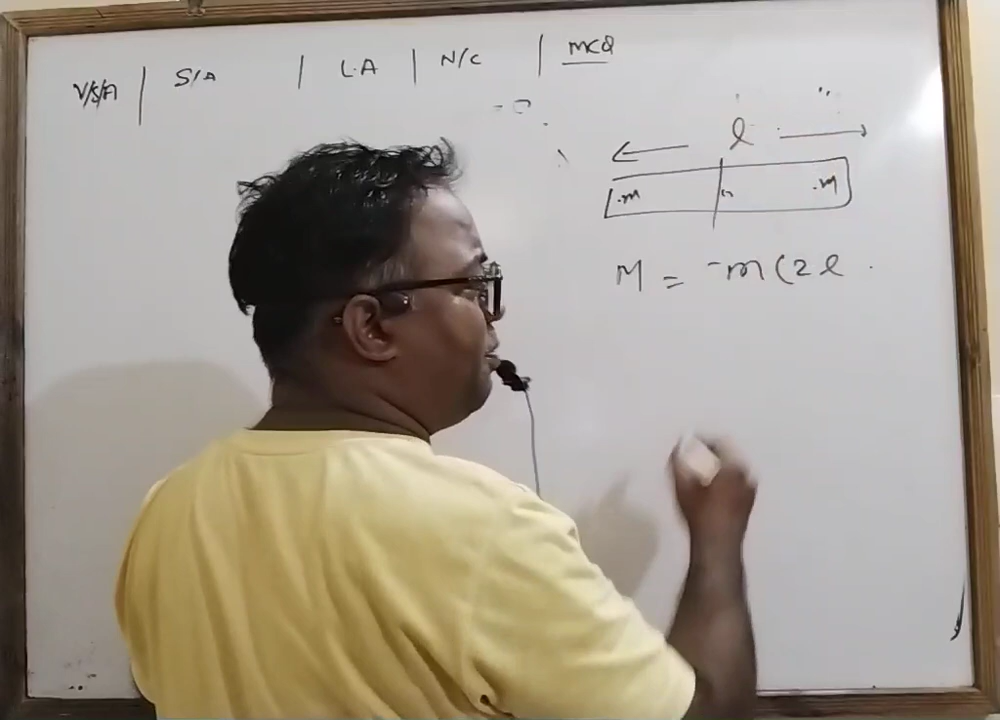 V/S/A | S/A | L.A | N/C | MCQ
l
.m .m
M = -m(2l